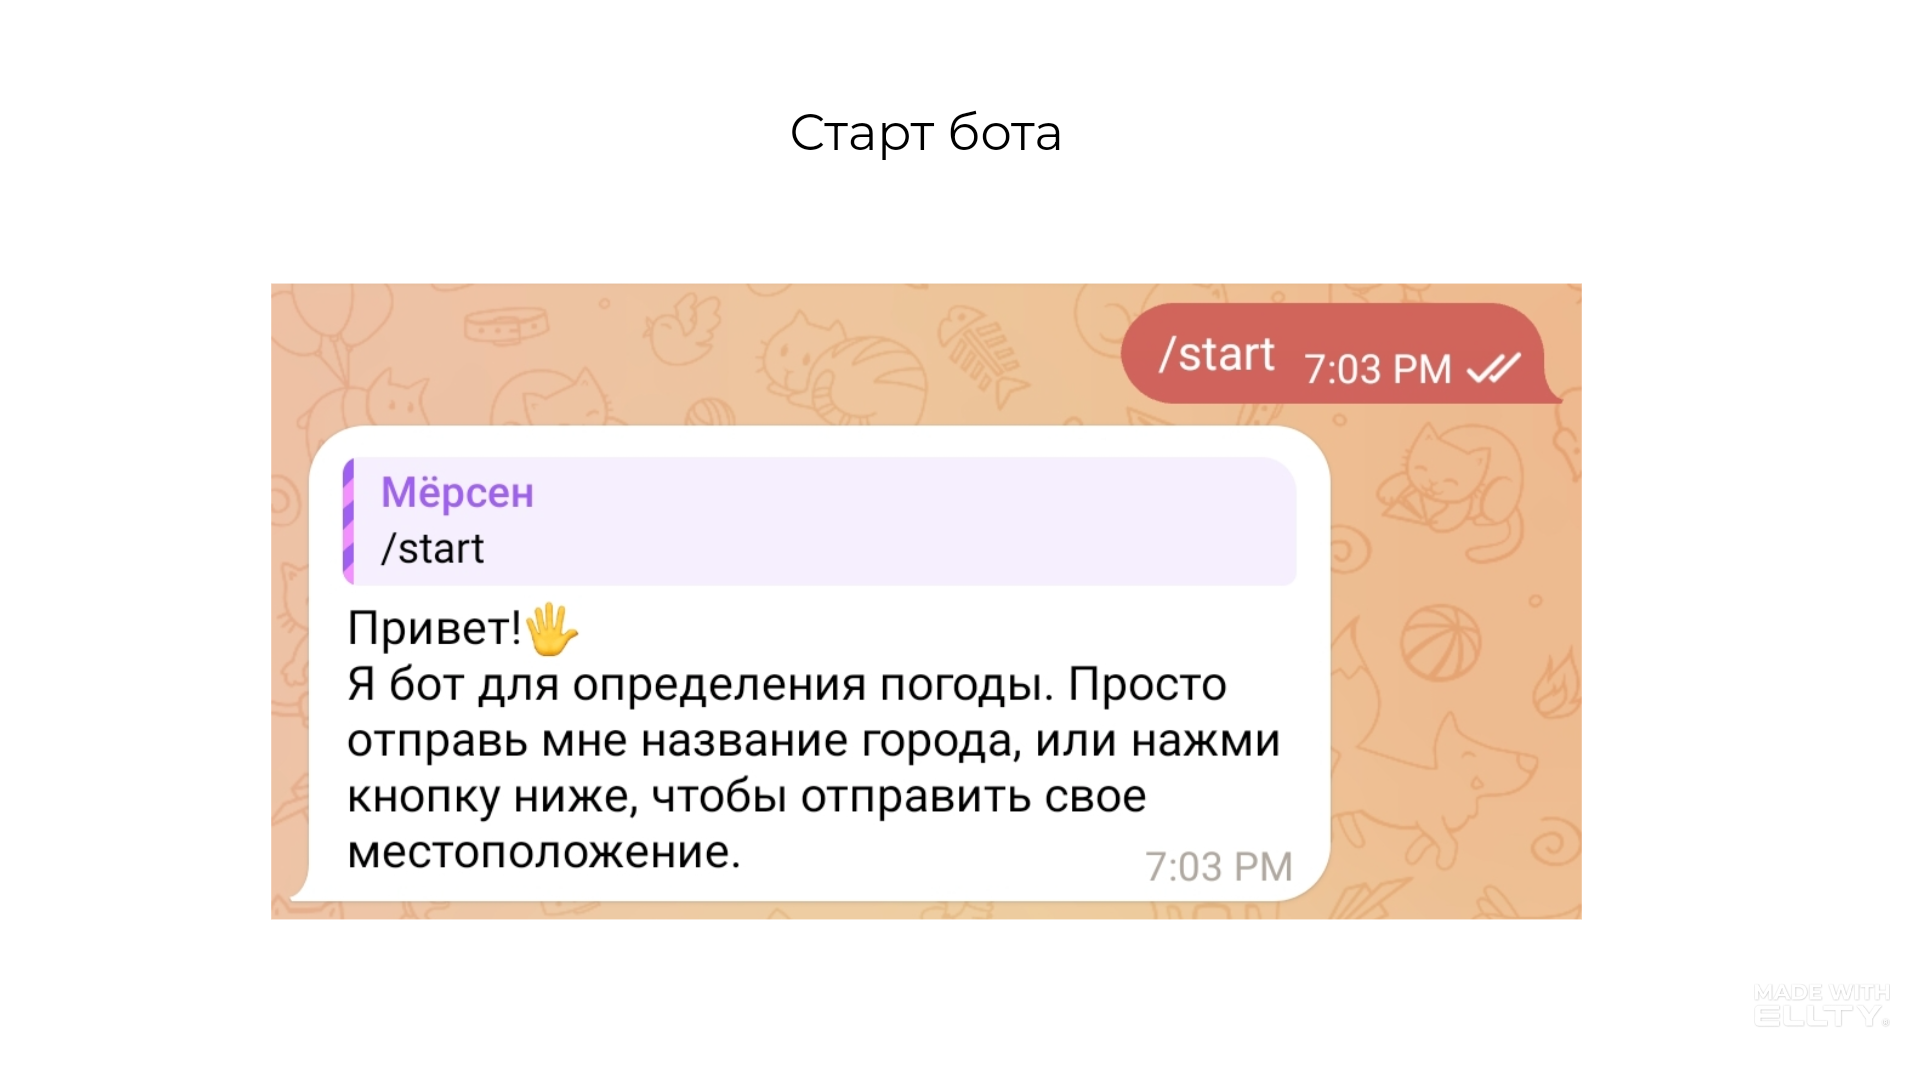 Старт бота
/start 7:03 PM
Мёрсен
/start
Привет!🖐
Я бот для определения погоды. Просто
отправь мне название города, или нажми
кнопку ниже, чтобы отправить свое
местоположение.
7:03 PM
MADE WITH
ELLTY.